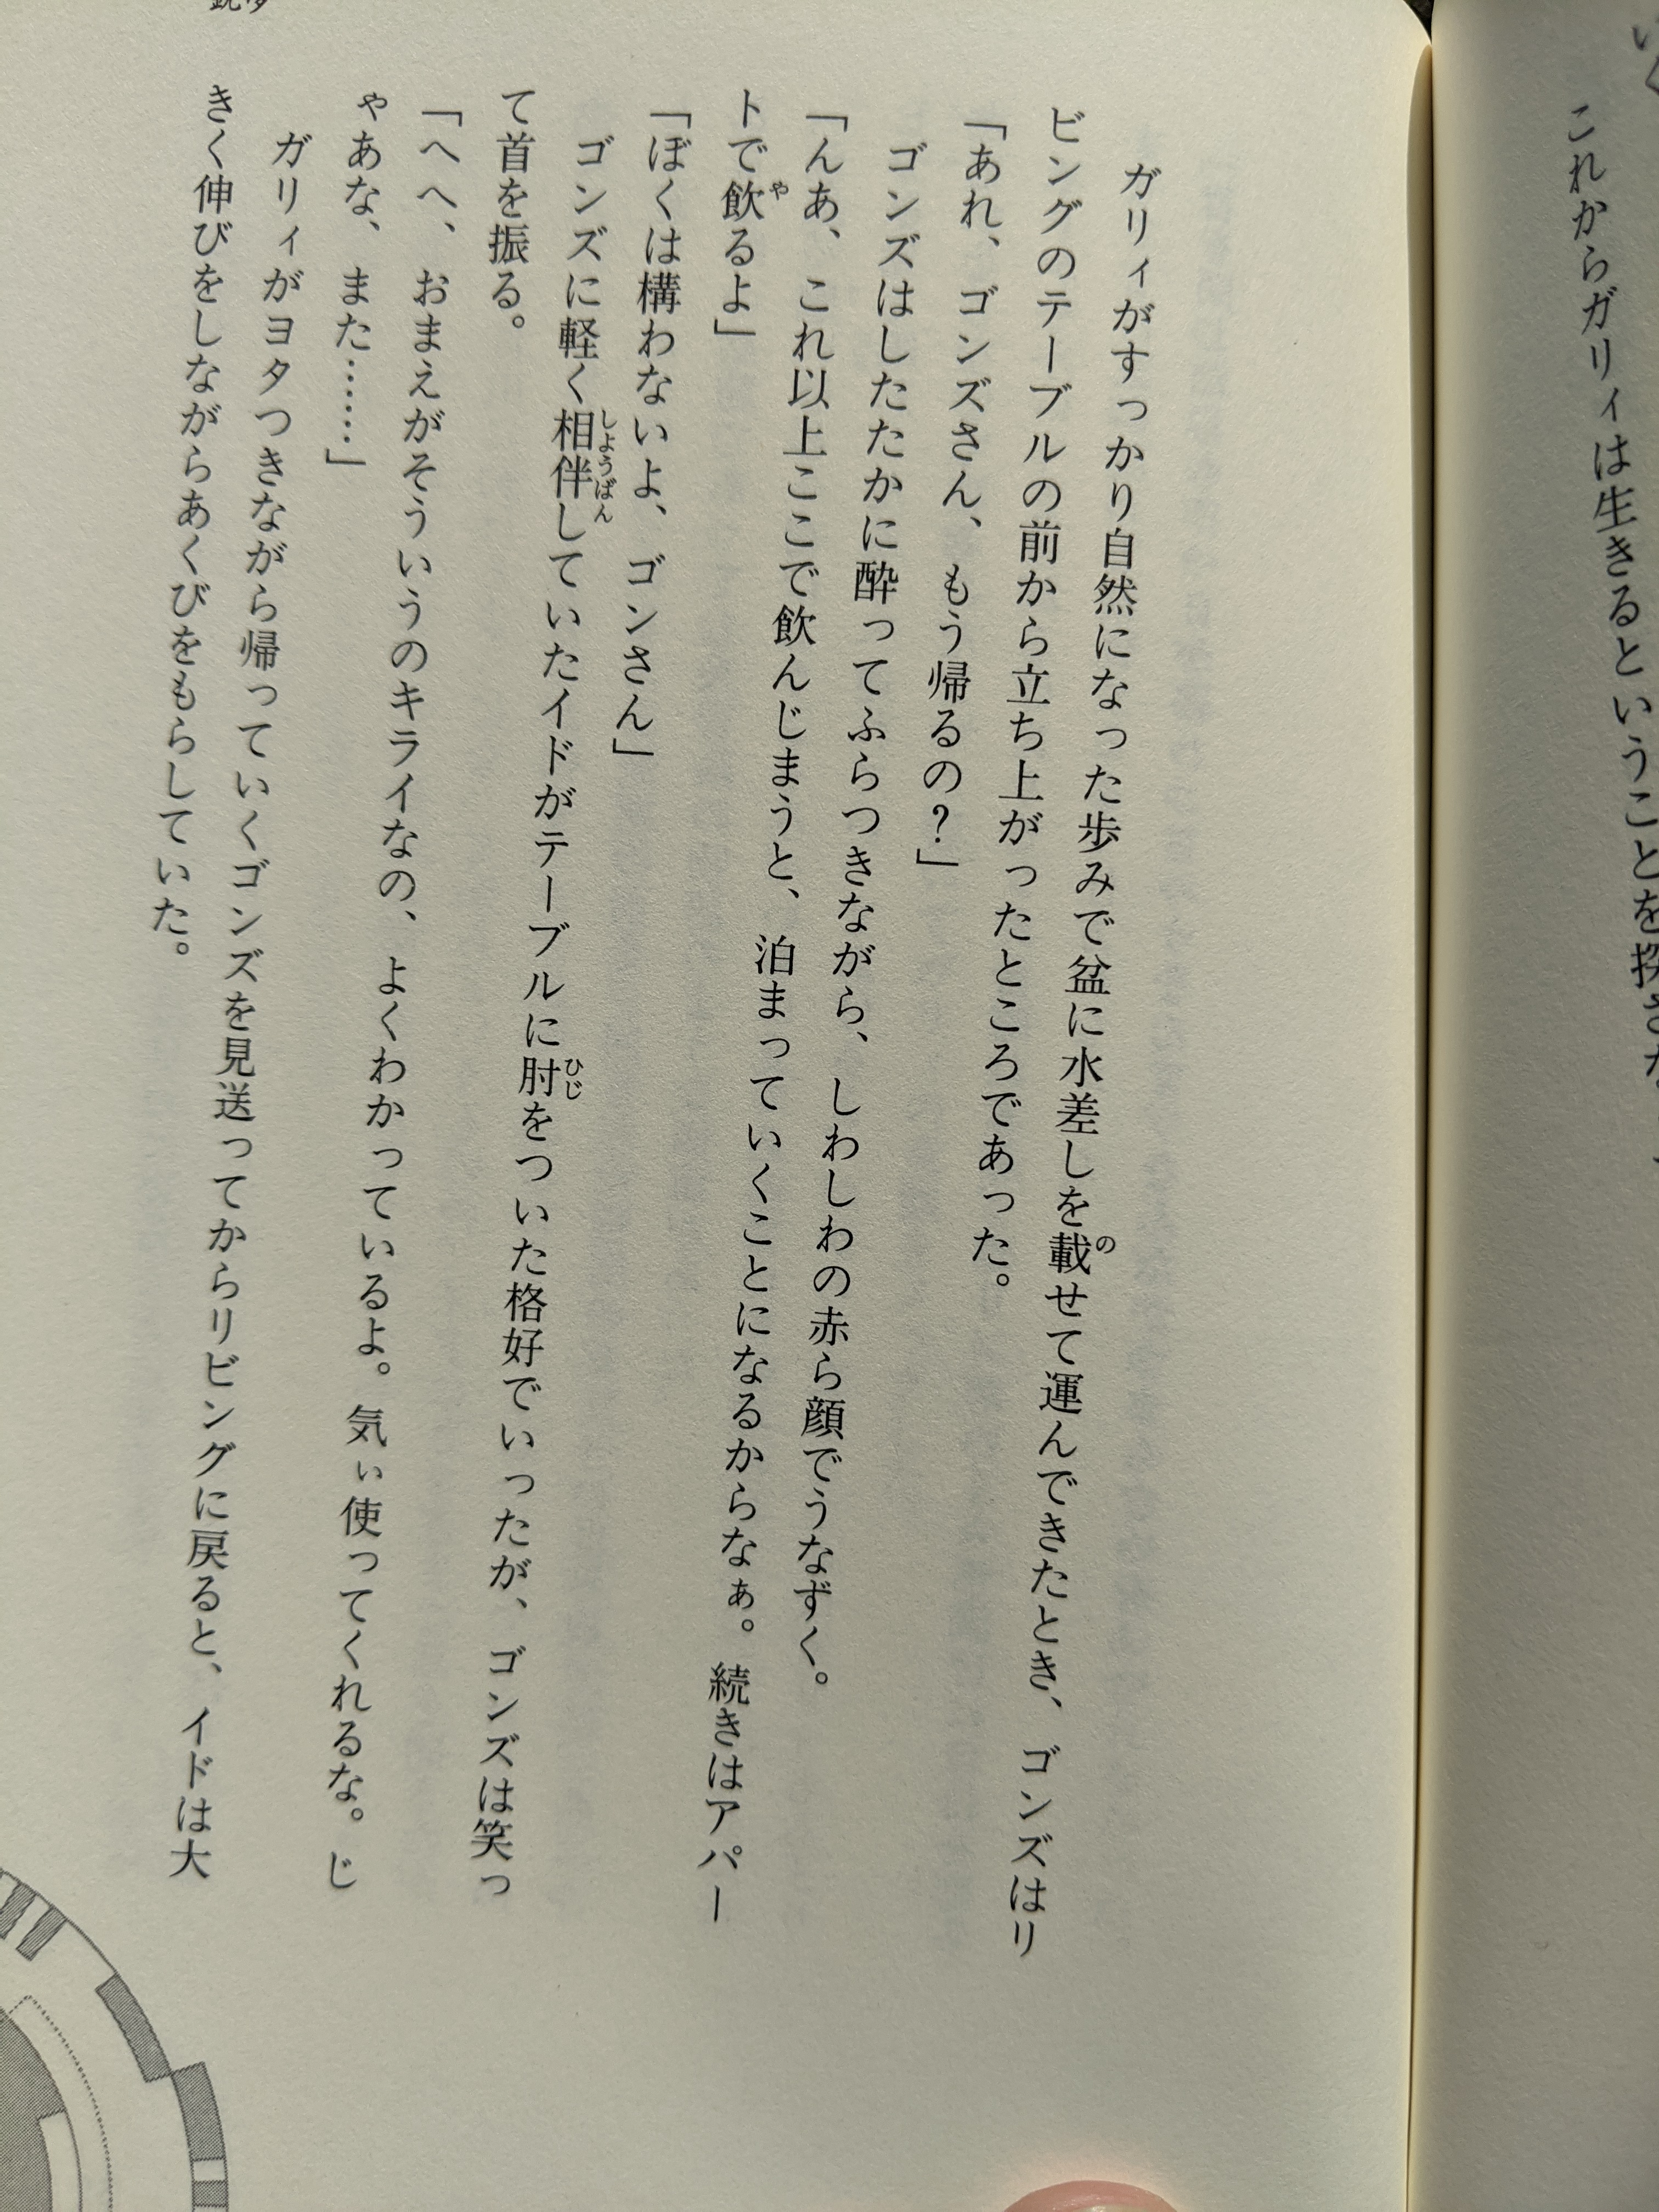 これからガリィは生きるということを探さな
ガリィがすっかり自然になった歩みで盆に水差しを載せて運んできたとき、ゴンズはリ
ビングのテーブルの前から立ち上がったところであった。
「あれ、ゴンズさん、もう帰るの？」
ゴンズはしたたかに酔ってふらつきながら、しわしわの赤ら顔でうなずく。
「んあ、これ以上ここで飲んじまうと、泊まっていくことになるからなぁ。続きはアパー
トで飲るよ」
「ぼくは構わないよ、ゴンさん」
ゴンズに軽く相伴していたイドがテーブルに肘をついた格好でいったが、ゴンズは笑っ
て首を振る。
「へへ、おまえがそういうのキライなの、よくわかっているよ。気ぃ使ってくれるな。じ
ゃあな、また……」
ガリィがヨタつきながら帰っていくゴンズを見送ってからリビングに戻ると、イドは大
きく伸びをしながらあくびをもらしていた。